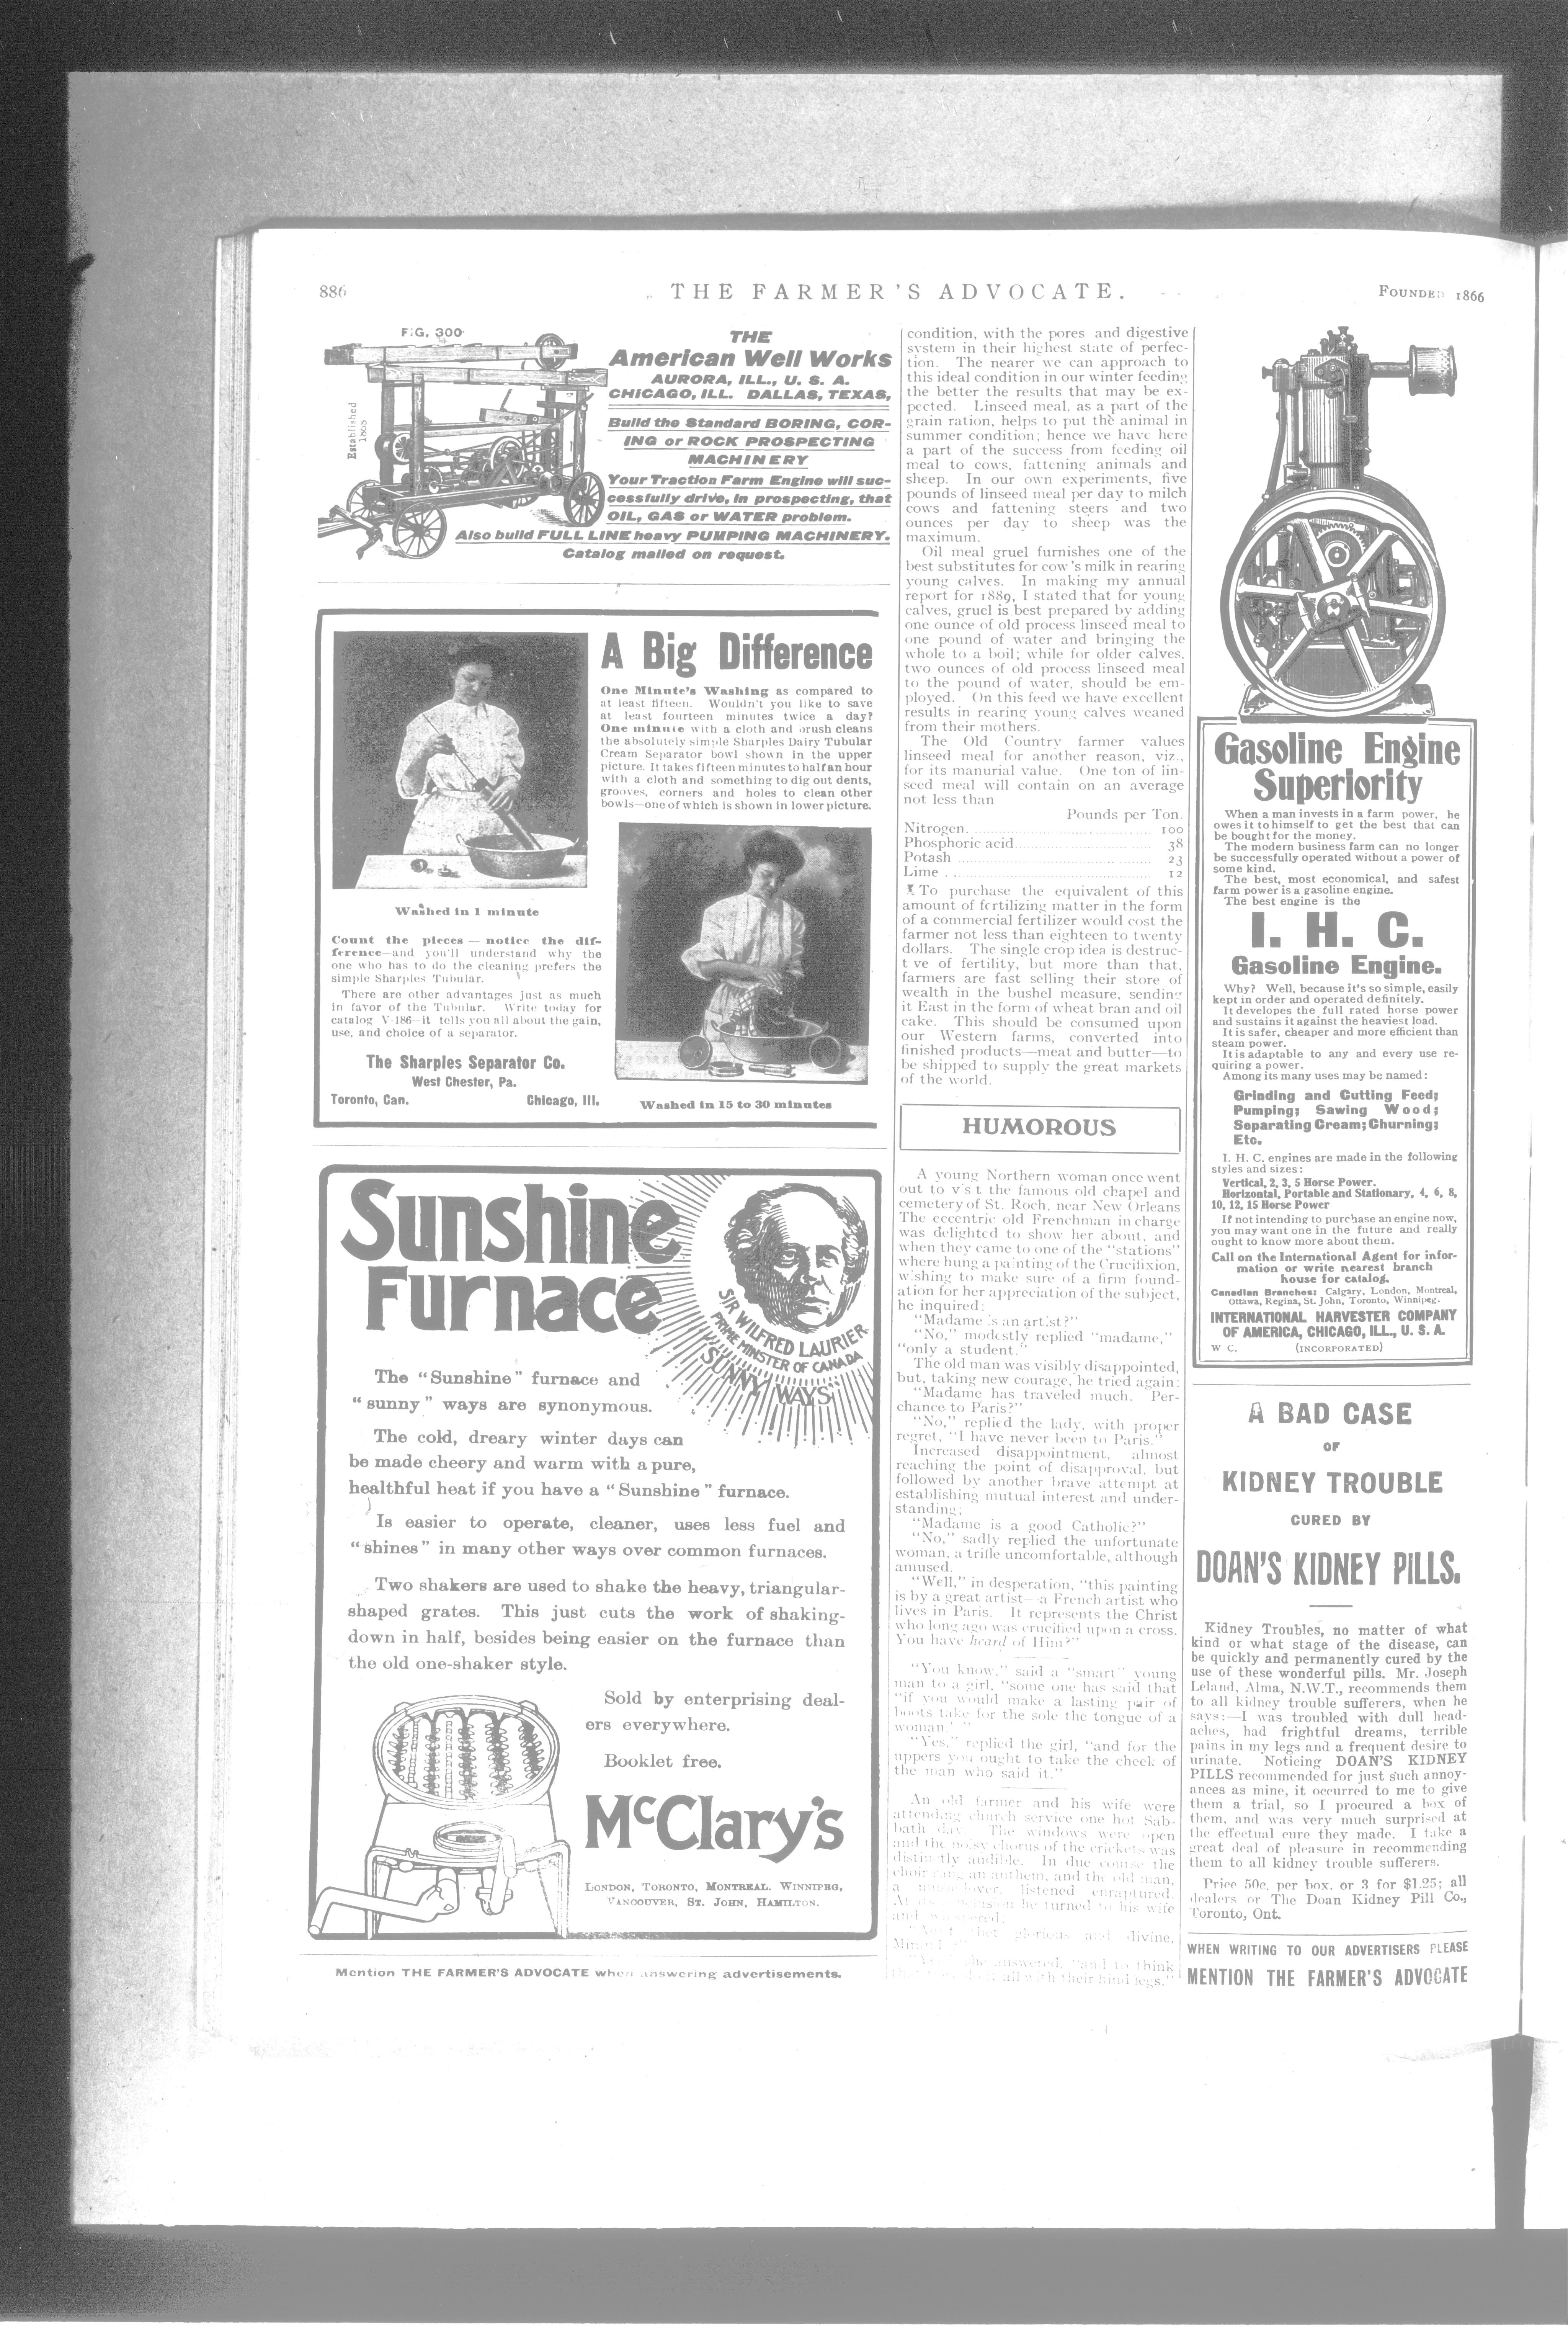 886
THE FARMER'S ADVOCATE.
FOUNDED 1866
FIG. 300
Established
THE
American Well Works
AURORA, ILL., U. S. A.
CHICAGO, ILL. DALLAS, TEXAS,
Build the Standard BORING, COR-
ING or ROCK PROSPECTING
MACHINERY
Your Traction Farm Engine will suc-
cessfully drive, in prospecting, that
OIL, GAS or WATER problem.
Also build FULL LINE heavy PUMPING MACHINERY.
Catalog mailed on request.
A Big Difference
One Minute's Washing as compared to
at least fifteen. Wouldn't you like to save
at least fourteen minutes twice a day?
One minute with a cloth and brush cleans
the absolutely simple Sharples Dairy Tubular
Cream Separator bowl shown in the upper
picture. It takes fifteen minutes to half an hour
with a cloth and something to dig out dents,
grooves, corners and holes to clean other
bowls—one of which is shown in lower picture.
Washed in 1 minute
Count the pieces — notice the dif-
ference—and you'll understand why the
one who has to do the cleaning prefers the
simple Sharples Tubular.
There are other advantages just as much
in favor of the Tubular. Write today for
catalog V-186—it tells you all about the gain,
use, and choice of a separator.
The Sharples Separator Co.
West Chester, Pa.
Toronto, Can. Chicago, Ill.
Washed in 15 to 30 minutes
Sunshine
Furnace
SIR WILFRED LAURIER
PRIME MINSTER OF CANADA
"SUNNY WAYS"
The "Sunshine" furnace and
"sunny" ways are synonymous.
The cold, dreary winter days can
be made cheery and warm with a pure,
healthful heat if you have a "Sunshine" furnace.
Is easier to operate, cleaner, uses less fuel and
"shines" in many other ways over common furnaces.
Two shakers are used to shake the heavy, triangular-
shaped grates. This just cuts the work of shaking-
down in half, besides being easier on the furnace than
the old one-shaker style.
Sold by enterprising deal-
ers everywhere.
Booklet free.
McClary's
LONDON, TORONTO, MONTREAL, WINNIPEG,
VANCOUVER, ST. JOHN, HAMILTON.
Mention THE FARMER'S ADVOCATE when answering advertisements.
condition, with the pores and digestive
system in their highest state of perfec-
tion. The nearer we can approach to
this ideal condition in our winter feeding
the better the results that may be ex-
pected. Linseed meal, as a part of the
grain ration, helps to put the animal in
summer condition; hence we have here
a part of the success from feeding oil
meal to cows, fattening animals and
sheep. In our own experiments, five
pounds of linseed meal per day to milch
cows and fattening steers and two
ounces per day to sheep was the
maximum.
Oil meal gruel furnishes one of the
best substitutes for cow's milk in rearing
young calves. In making my annual
report for 1889, I stated that for young
calves, gruel is best prepared by adding
one ounce of old process linseed meal to
one pound of water and bringing the
whole to a boil; while for older calves,
two ounces of old process linseed meal
to the pound of water, should be em-
ployed. On this feed we have excellent
results in rearing young calves weaned
from their mothers.
The Old Country farmer values
linseed meal for another reason, viz.,
for its manurial value. One ton of lin-
seed meal will contain on an average
not less than
Pounds per Ton.
Nitrogen. 100
Phosphoric acid 38
Potash 23
Lime 12
To purchase the equivalent of this
amount of fertilizing matter in the form
of a commercial fertilizer would cost the
farmer not less than eighteen to twenty
dollars. The single crop idea is destruc-
t ve of fertility, but more than that,
farmers are fast selling their store of
wealth in the bushel measure, sending
it East in the form of wheat bran and oil
cake. This should be consumed upon
our Western farms, converted into
finished products—meat and butter—to
be shipped to supply the great markets
of the world.
HUMOROUS
A young Northern woman once went
out to v s t the famous old chapel and
cemetery of St. Roch, near New Orleans
The eccentric old Frenchman in charge
was delighted to show her about, and
when they came to one of the "stations"
where hung a painting of the Crucifixion,
wishing to make sure of a firm found-
ation for her appreciation of the subject,
he inquired:
"Madame is an artist?"
"No," modestly replied "madame,"
"only a student."
The old man was visibly disappointed,
but, taking new courage, he tried again:
"Madame has traveled much. Per-
chance to Paris?"
"No," replied the lady, with proper
regret, "I have never been to Paris."
Increased disappointment, almost
reaching the point of disapproval, but
followed by another brave attempt at
establishing mutual interest and under-
standing:
"Madame is a good Catholic?"
"No," sadly replied the unfortunate
woman, a trifle uncomfortable, although
amused.
"Well," in desperation, "this painting
is by a great artist—a French artist who
lives in Paris. It represents the Christ
who long ago was crucified upon a cross.
You have heard of Him?"
"You know," said a "smart" young
man to a girl, "some one has said that
"if you would make a lasting pair of
boots take for the sole the tongue of a
woman.' "
"Yes," replied the girl, "and for the
uppers you ought to take the cheek of
the man who said it."
An old farmer and his wife were
attending church service one hot Sab-
bath day. The windows were open
and the noisy chorus of the crickets was
distinctly audible. In due course the
choir sang an anthem, and the old man,
a lover, listened enraptured.
At he turned to his wife
and whispered:
that glorious and divine,
she answered, "and to think
all with their hind legs."
Gasoline Engine
Superiority
When a man invests in a farm power, he
owes it to himself to get the best that can
be bought for the money.
The modern business farm can no longer
be successfully operated without a power of
some kind.
The best, most economical, and safest
farm power is a gasoline engine.
The best engine is the
I. H. C.
Gasoline Engine.
Why? Well, because it's so simple, easily
kept in order and operated definitely.
It develops the full rated horse power
and sustains it against the heaviest load.
It is safer, cheaper and more efficient than
steam power.
It is adaptable to any and every use re-
quiring a power.
Among its many uses may be named:
Grinding and Cutting Feed;
Pumping; Sawing Wood;
Separating Cream; Churning;
Etc.
I. H. C. engines are made in the following
styles and sizes:
Vertical, 2, 3, 5 Horse Power.
Horizontal, Portable and Stationary, 4, 6, 8,
10, 12, 15 Horse Power
If not intending to purchase an engine now,
you may want one in the future and really
ought to know more about them.
Call on the International Agent for infor-
mation or write nearest branch
house for catalog.
Canadian Branches: Calgary, London, Montreal,
Ottawa, Regina, St. John, Toronto, Winnipeg.
INTERNATIONAL HARVESTER COMPANY
OF AMERICA, CHICAGO, ILL., U. S. A.
W C. (INCORPORATED)
A BAD CASE
OF
KIDNEY TROUBLE
CURED BY
DOAN'S KIDNEY PILLS.
Kidney Troubles, no matter of what
kind or what stage of the disease, can
be quickly and permanently cured by the
use of these wonderful pills. Mr. Joseph
Leland, Alma, N.W.T., recommends them
to all kidney trouble sufferers, when he
says:—I was troubled with dull head-
aches, had frightful dreams, terrible
pains in my legs and a frequent desire to
urinate. Noticing DOAN'S KIDNEY
PILLS recommended for just such annoy-
ances as mine, it occurred to me to give
them a trial, so I procured a box of
them, and was very much surprised at
the effectual cure they made. I take a
great deal of pleasure in recommending
them to all kidney trouble sufferers.
Price 50c. per box, or 3 for $1.25; all
dealers or The Doan Kidney Pill Co.,
Toronto, Ont.
WHEN WRITING TO OUR ADVERTISERS PLEASE
MENTION THE FARMER'S ADVOCATE